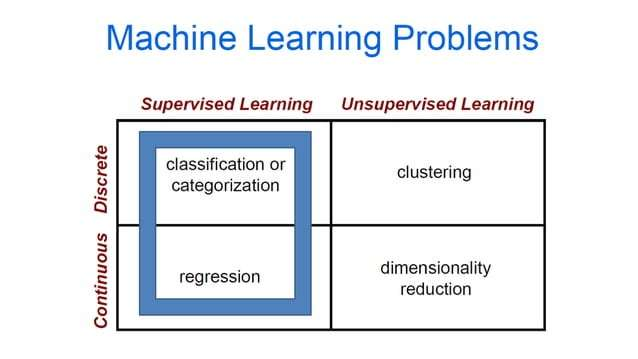 Machine Learning Problems
Supervised Learning
Unsupervised Learning
Discrete
classification or
categorization
clustering
Continuous
regression
dimensionality
reduction